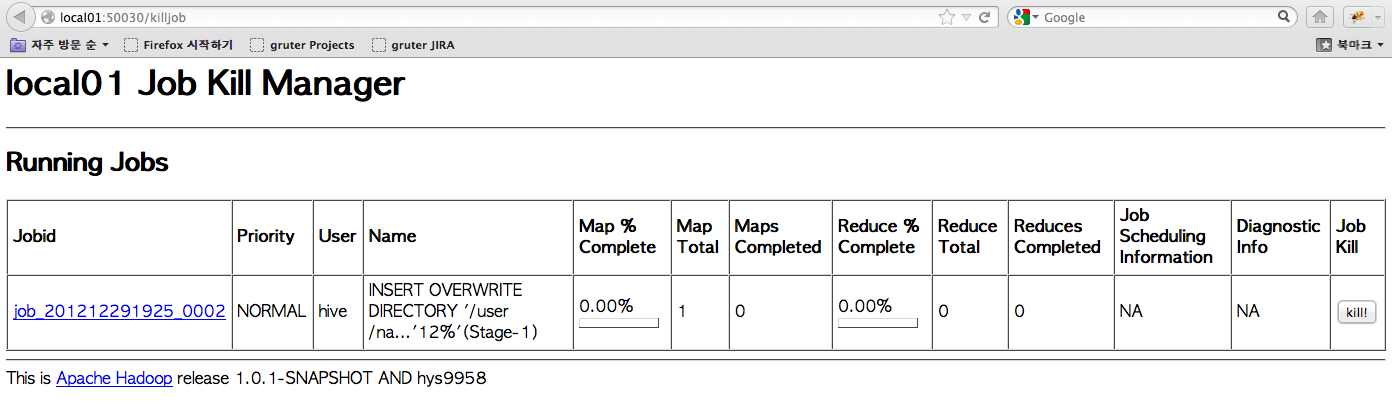 local01:50030/killjob
Google
자주 방문 순
Firefox 시작하기
gruter Projects
gruter JIRA
북마크
local01 Job Kill Manager
Running Jobs
Jobid
Priority
User
Name
Map %
Complete
Map
Total
Maps
Completed
Reduce %
Complete
Reduce
Total
Reduces
Completed
Job
Scheduling
Information
Diagnostic
Info
Job
Kill
job_201212291925_0002
NORMAL
hive
INSERT OVERWRITE
DIRECTORY '/user
/na...'12%'(Stage-1)
0.00%
1
0
0.00%
0
0
NA
NA
kill!
This is Apache Hadoop release 1.0.1-SNAPSHOT AND hys9958